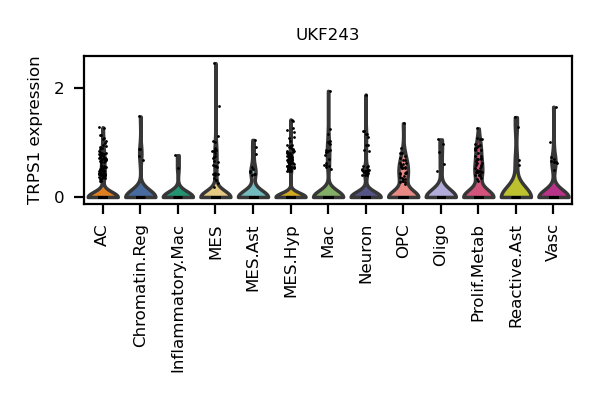 UKF243
TRPS1 expression
2
0
AC
Chromatin.Reg
Inflammatory.Mac
MES
MES.Ast
MES.Hyp
Mac
Neuron
OPC
Oligo
Prolif.Metab
Reactive.Ast
Vasc